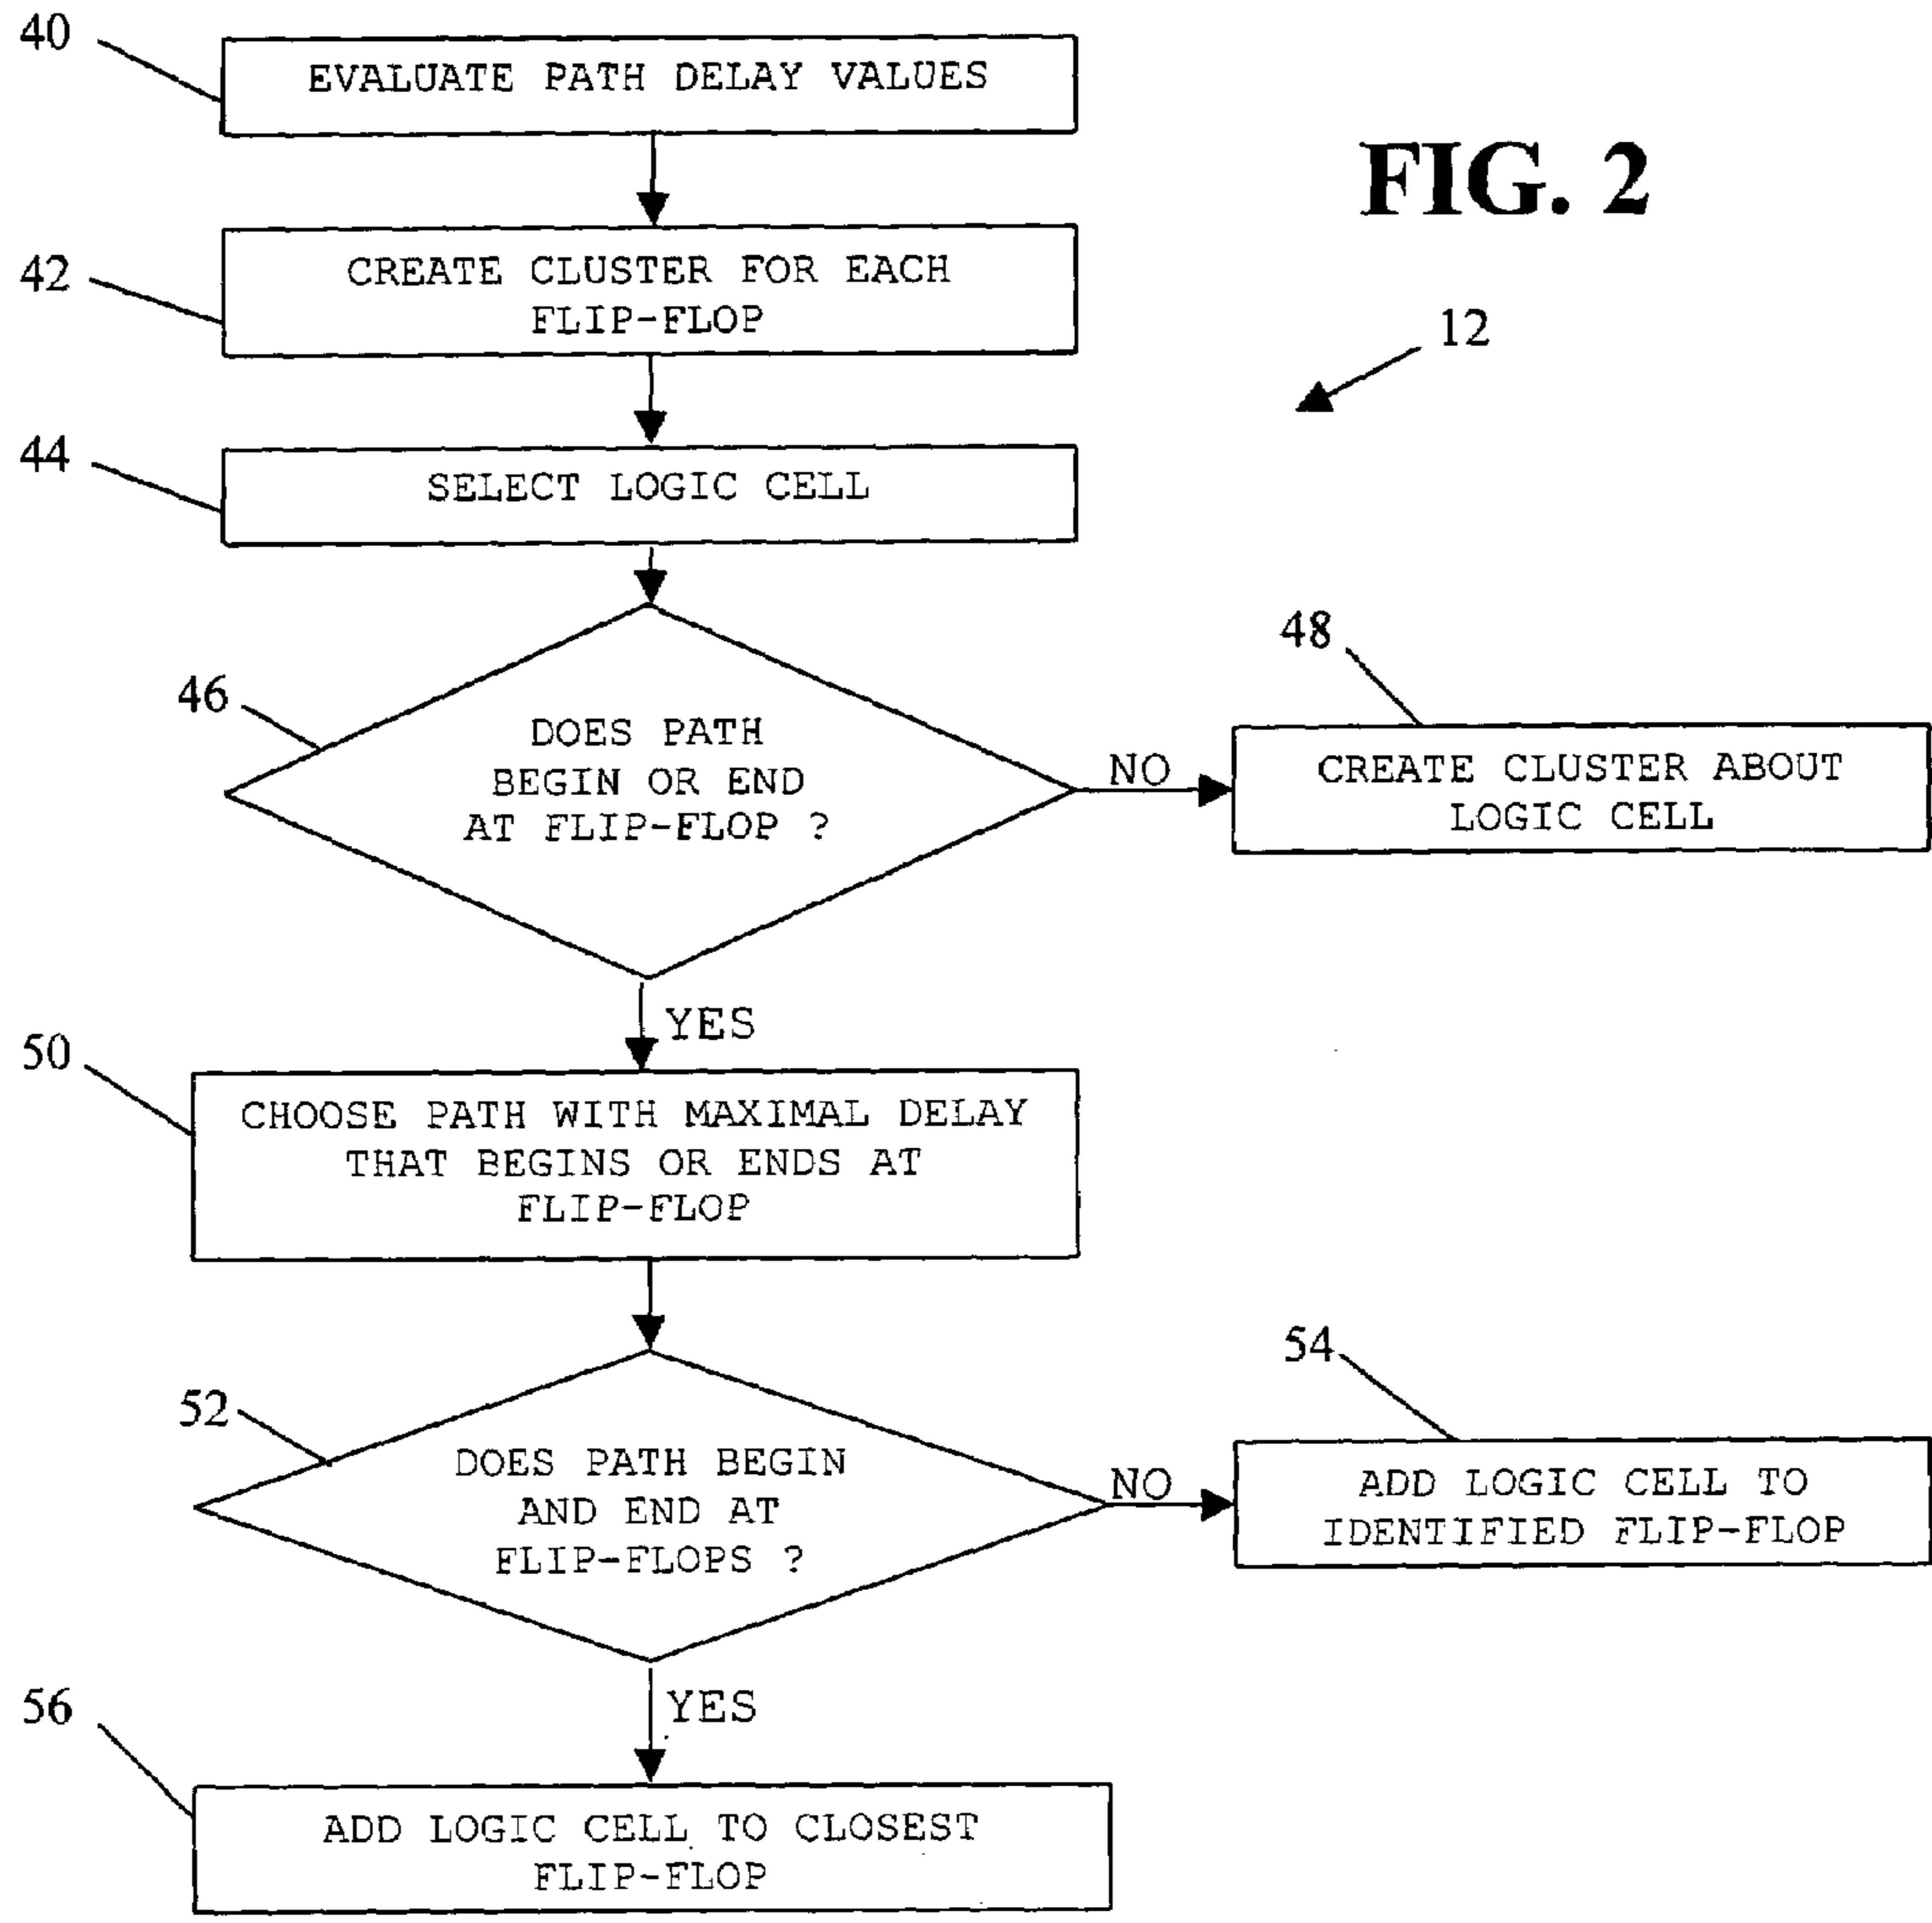 40
EVALUATE PATH DELAY VALUES
FIG. 2
42
CREATE CLUSTER FOR EACH
FLIP-FLOP
12
44
SELECT LOGIC CELL
46
DOES PATH
BEGIN OR END
AT FLIP-FLOP ?
NO
48
CREATE CLUSTER ABOUT
LOGIC CELL
YES
50
CHOOSE PATH WITH MAXIMAL DELAY
THAT BEGINS OR ENDS AT
FLIP-FLOP
52
DOES PATH BEGIN
AND END AT
FLIP-FLOPS ?
NO
54
ADD LOGIC CELL TO
IDENTIFIED FLIP-FLOP
YES
56
ADD LOGIC CELL TO CLOSEST
FLIP-FLOP